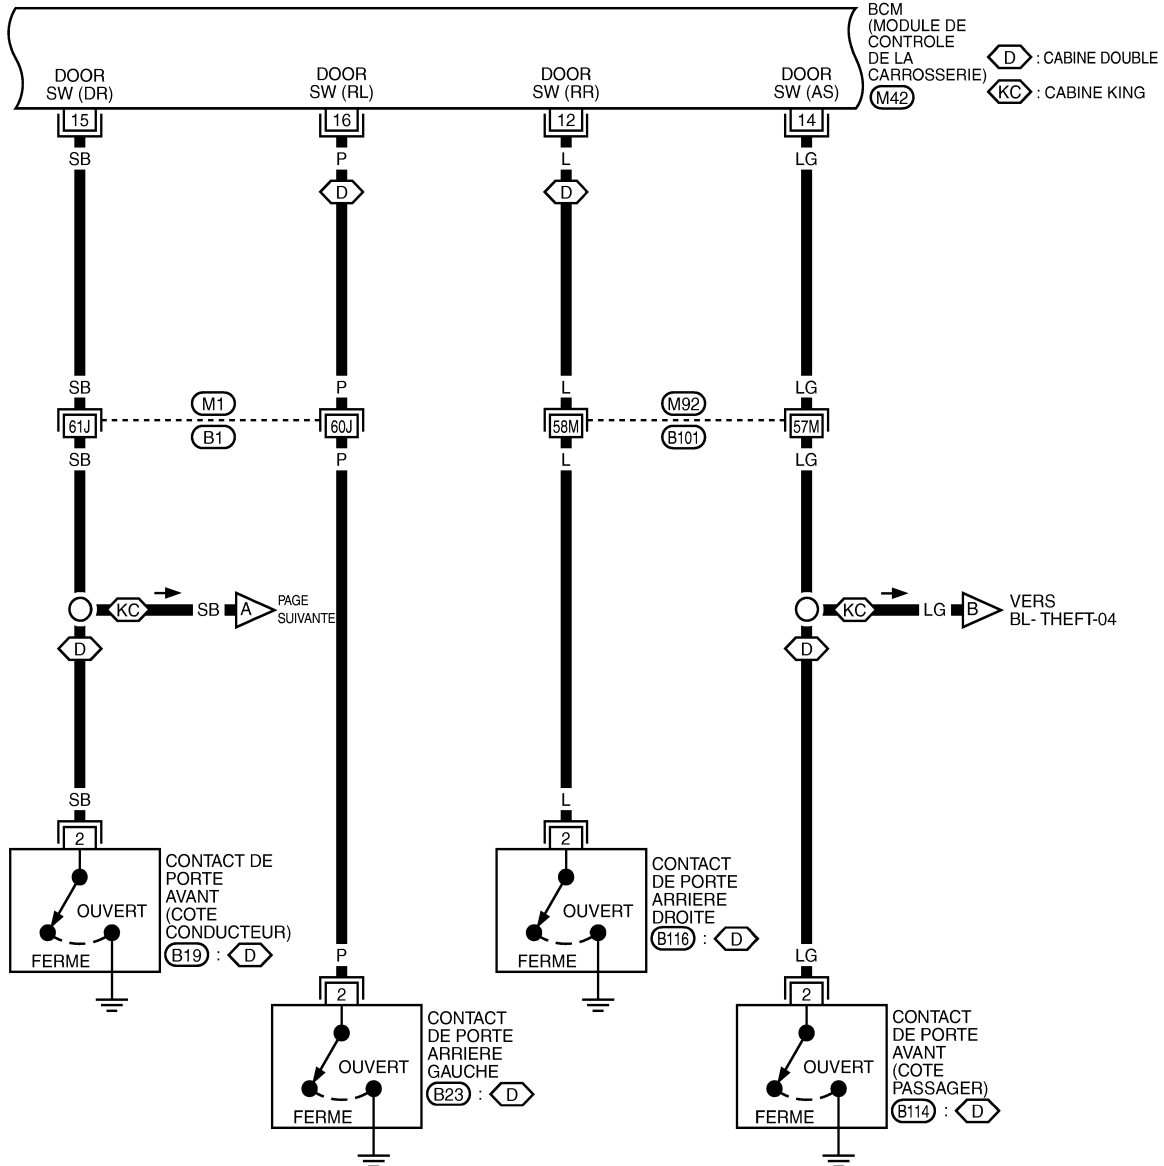 BCM
(MODULE DE
CONTROLE
DE LA
CARROSSERIE)
M42
D : CABINE DOUBLE
KC : CABINE KING
DOOR
SW (DR)
DOOR
SW (RL)
DOOR
SW (RR)
DOOR
SW (AS)
15 16 12 14
SB P L LG
D D
SB P L LG
M1 M92
61J 60J 58M 57M
B1 B101
SB P L LG
KC SB A PAGE
SUIVANTE
KC LG B VERS
BL- THEFT-04
D D
SB L
2 2
CONTACT DE
PORTE
AVANT
(COTE
CONDUCTEUR)
B19 : D
OUVERT
FERME
CONTACT
DE PORTE
ARRIERE
DROITE
B116 : D
OUVERT
FERME
P LG
2 2
CONTACT
DE PORTE
ARRIERE
GAUCHE
B23 : D
OUVERT
FERME
CONTACT
DE PORTE
AVANT
(COTE
PASSAGER)
B114 : D
OUVERT
FERME